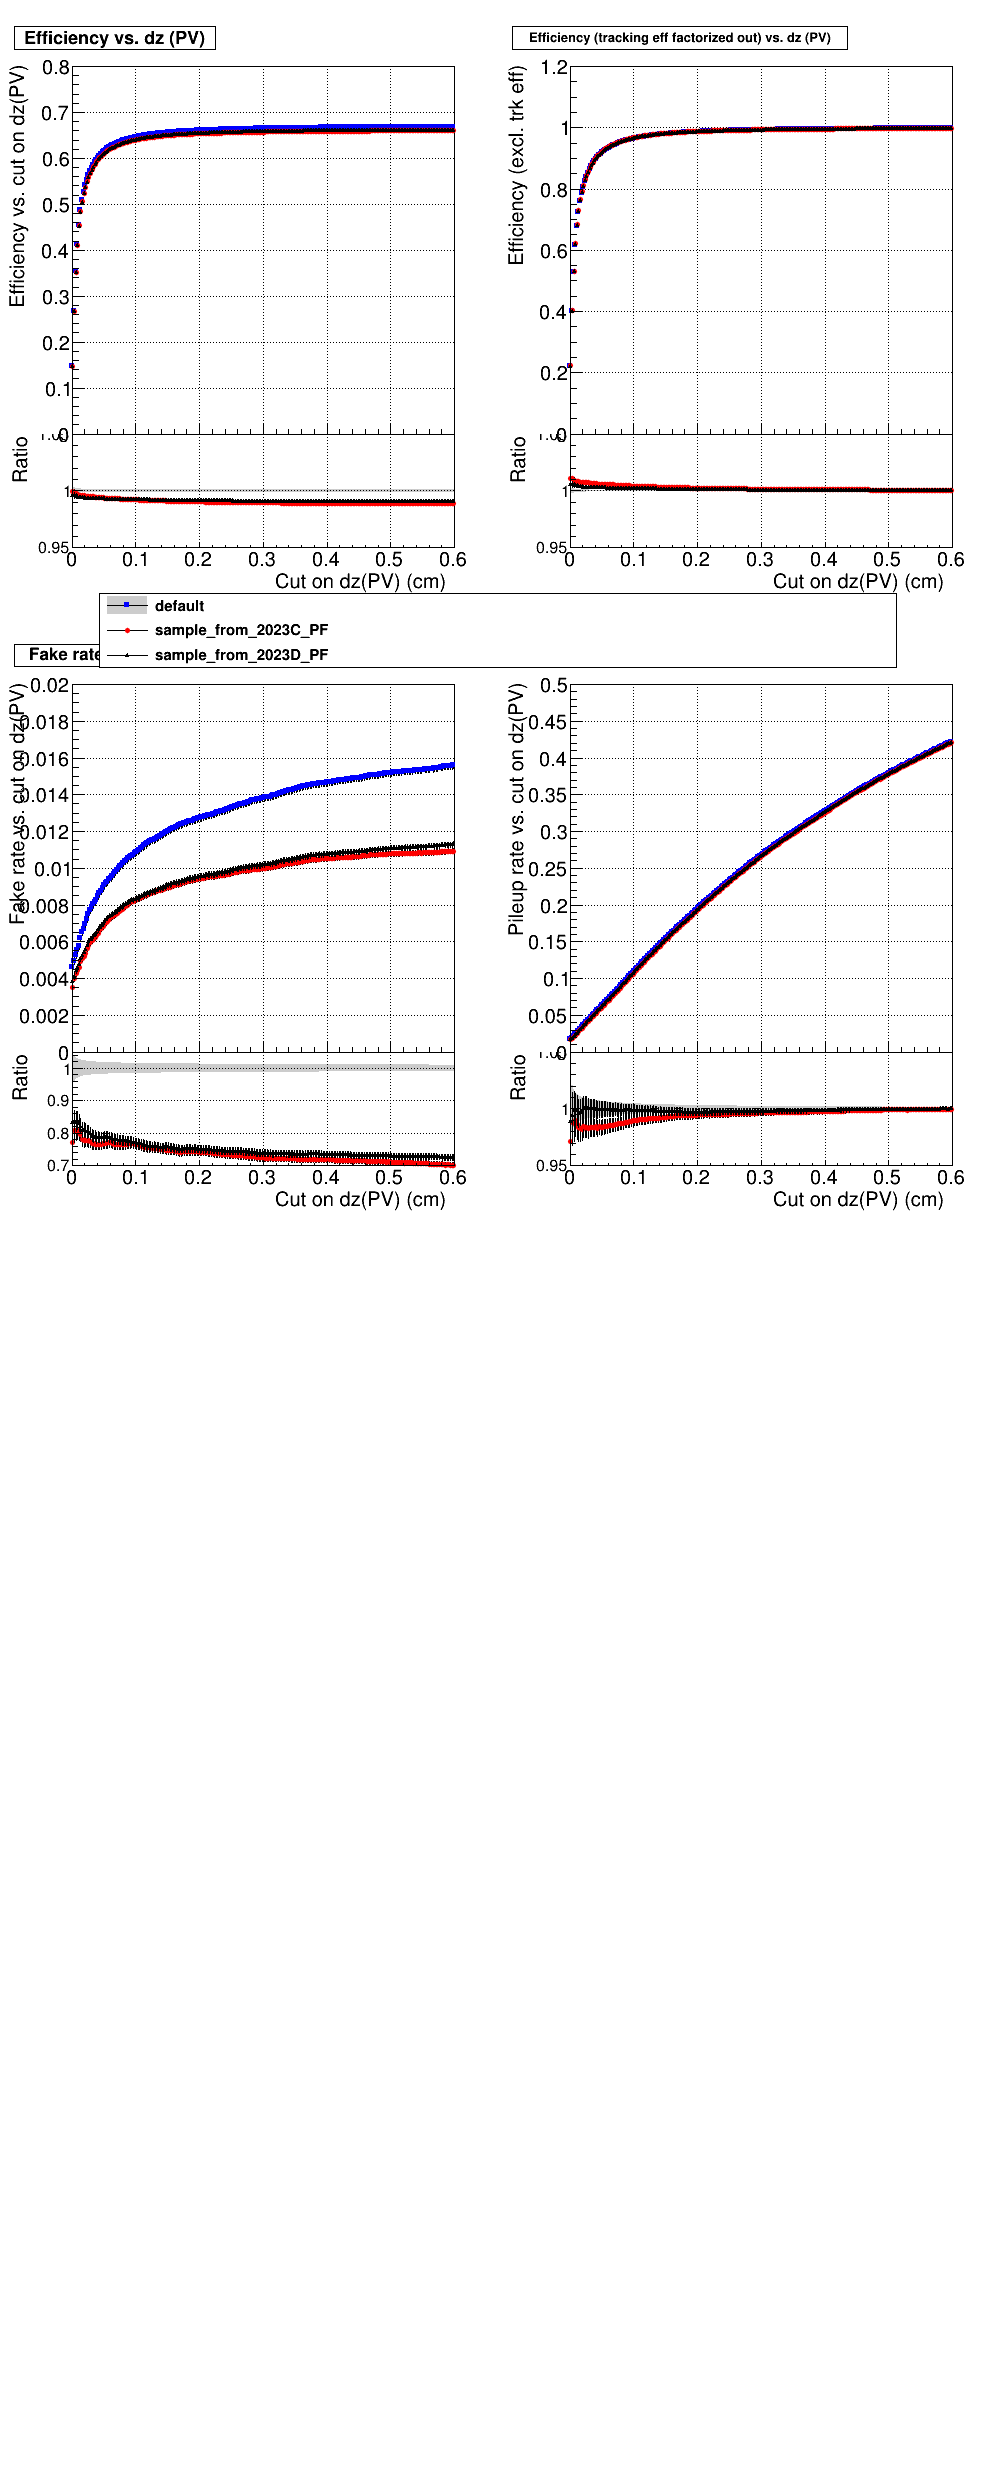 Efficiency vs. dz (PV)
Efficiency vs. cut on dz(PV)
0.8
0.7
0.6
0.5
0.4
0.3
0.2
0.1
0
Ratio
1
0.95
0 0.1 0.2 0.3 0.4 0.5 0.6
Cut on dz(PV) (cm)
Efficiency (tracking eff factorized out) vs. dz (PV)
Efficiency (excl. trk eff)
1.2
1
0.8
0.6
0.4
0.2
0
Ratio
1
0.95
0 0.1 0.2 0.3 0.4 0.5 0.6
Cut on dz(PV) (cm)
default
sample_from_2023C_PF
sample_from_2023D_PF
Fake rate
Fake rate vs. cut on dz(PV)
0.02
0.018
0.016
0.014
0.012
0.01
0.008
0.006
0.004
0.002
0
Ratio
1
0.9
0.8
0.7
0 0.1 0.2 0.3 0.4 0.5 0.6
Cut on dz(PV) (cm)
Pileup rate vs. cut on dz(PV)
0.5
0.45
0.4
0.35
0.3
0.25
0.2
0.15
0.1
0.05
0
Ratio
1
0.95
0 0.1 0.2 0.3 0.4 0.5 0.6
Cut on dz(PV) (cm)